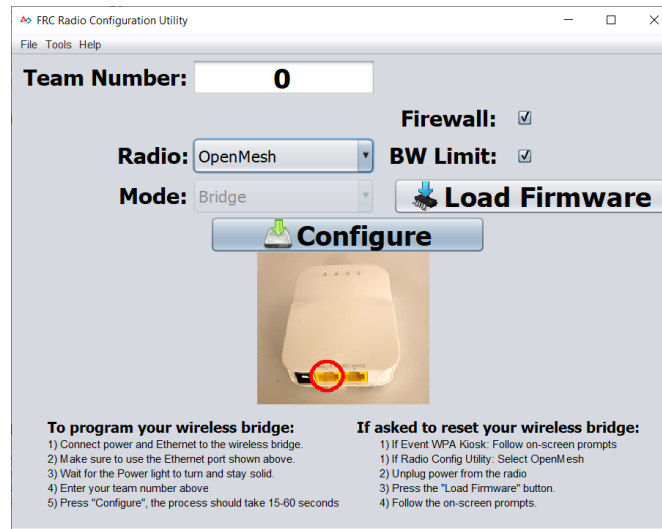 FRC Radio Configuration Utility
File Tools Help
Team Number: 0
Firewall:
Radio: OpenMesh BW Limit:
Mode: Bridge Load Firmware
Configure
To program your wireless bridge:
1) Connect power and Ethernet to the wireless bridge.
2) Make sure to use the Ethernet port shown above.
3) Wait for the Power light to turn and stay solid.
4) Enter your team number above
5) Press "Configure", the process should take 15-60 seconds
If asked to reset your wireless bridge:
1) If Event WPA Kiosk: Follow on-screen prompts
1) If Radio Config Utility: Select OpenMesh
2) Unplug power from the radio
3) Press the "Load Firmware" button.
4) Follow the on-screen prompts.